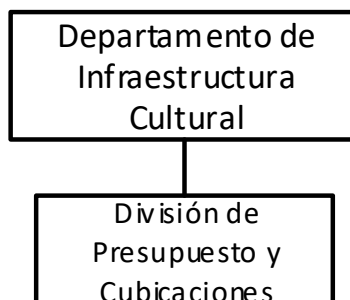 Departamento de
Infraestructura
Cultural
División de
Presupuesto y
Cubicaciones